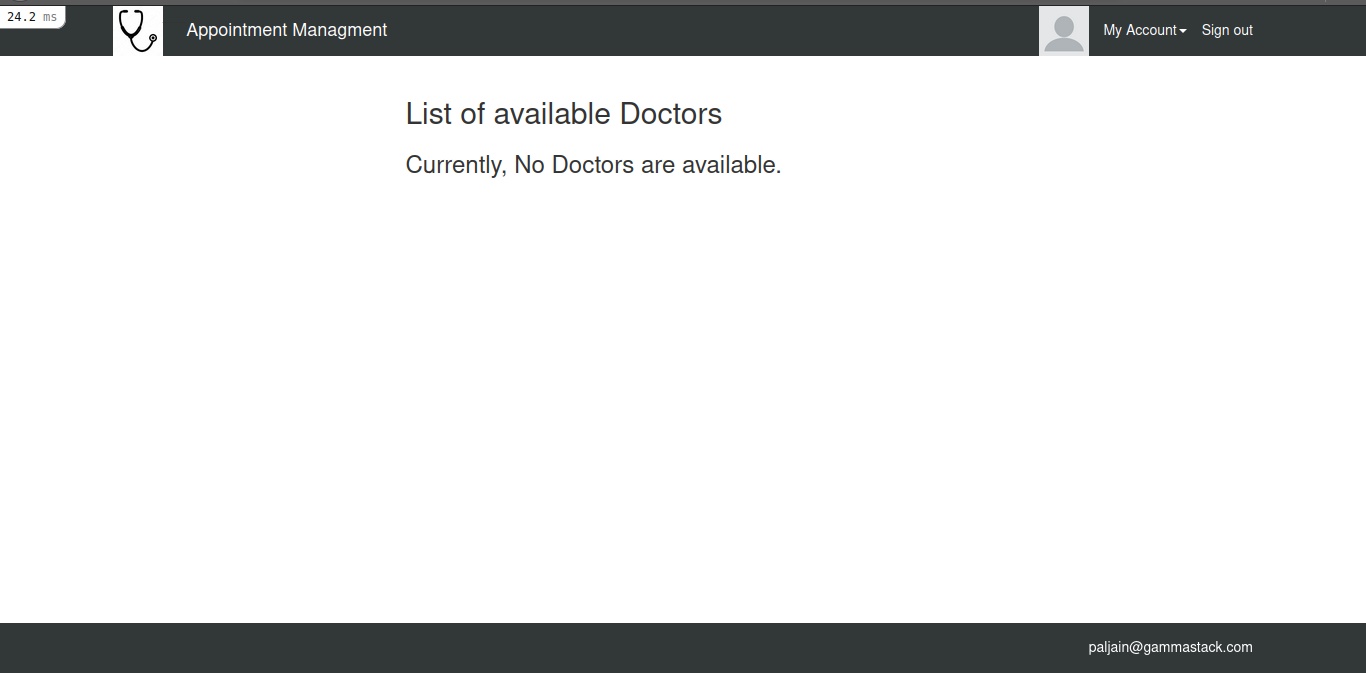 24.2 ms
Appointment Managment
My Account
Sign out
List of available Doctors
Currently, No Doctors are available.
paljain@gammastack.com